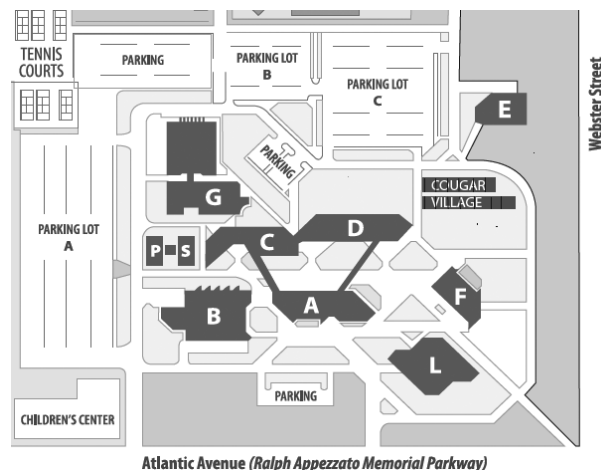 TENNIS
COURTS
PARKING
PARKING LOT
B
PARKING LOT
C
E
Webster Street
PARKING
COUGAR
VILLAGE
G
PARKING LOT
A
P
S
C
D
B
A
F
L
PARKING
CHILDREN'S CENTER
Atlantic Avenue (Ralph Appezzato Memorial Parkway)